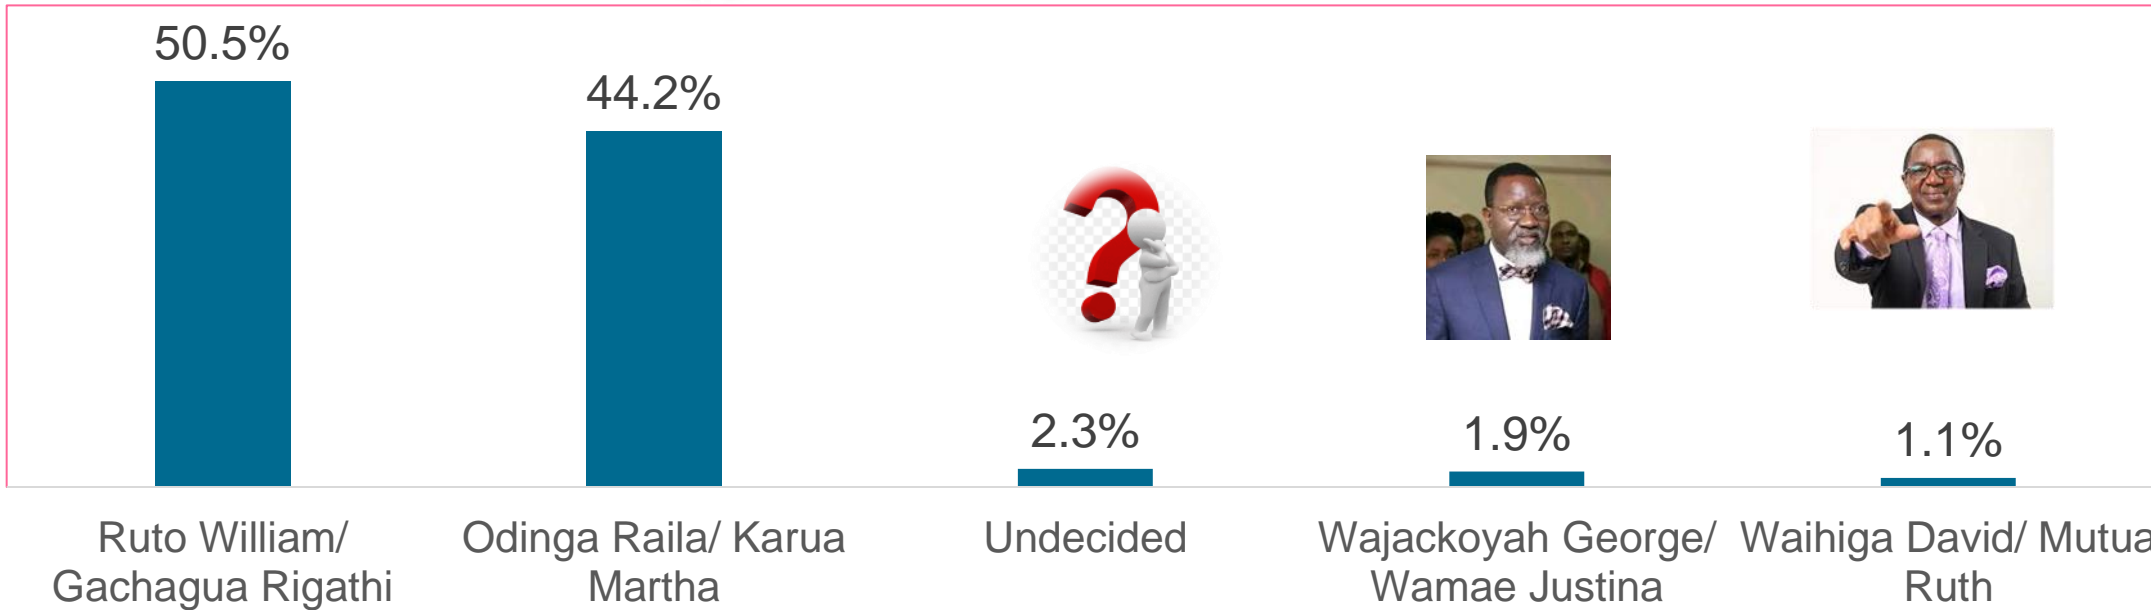 50.5%
44.2%
2.3%
1.9%
1.1%
Ruto William/
Gachagua Rigathi
Odinga Raila/ Karua
Martha
Undecided
Wajackoyah George/
Wamae Justina
Waihiga David/ Mutua
Ruth